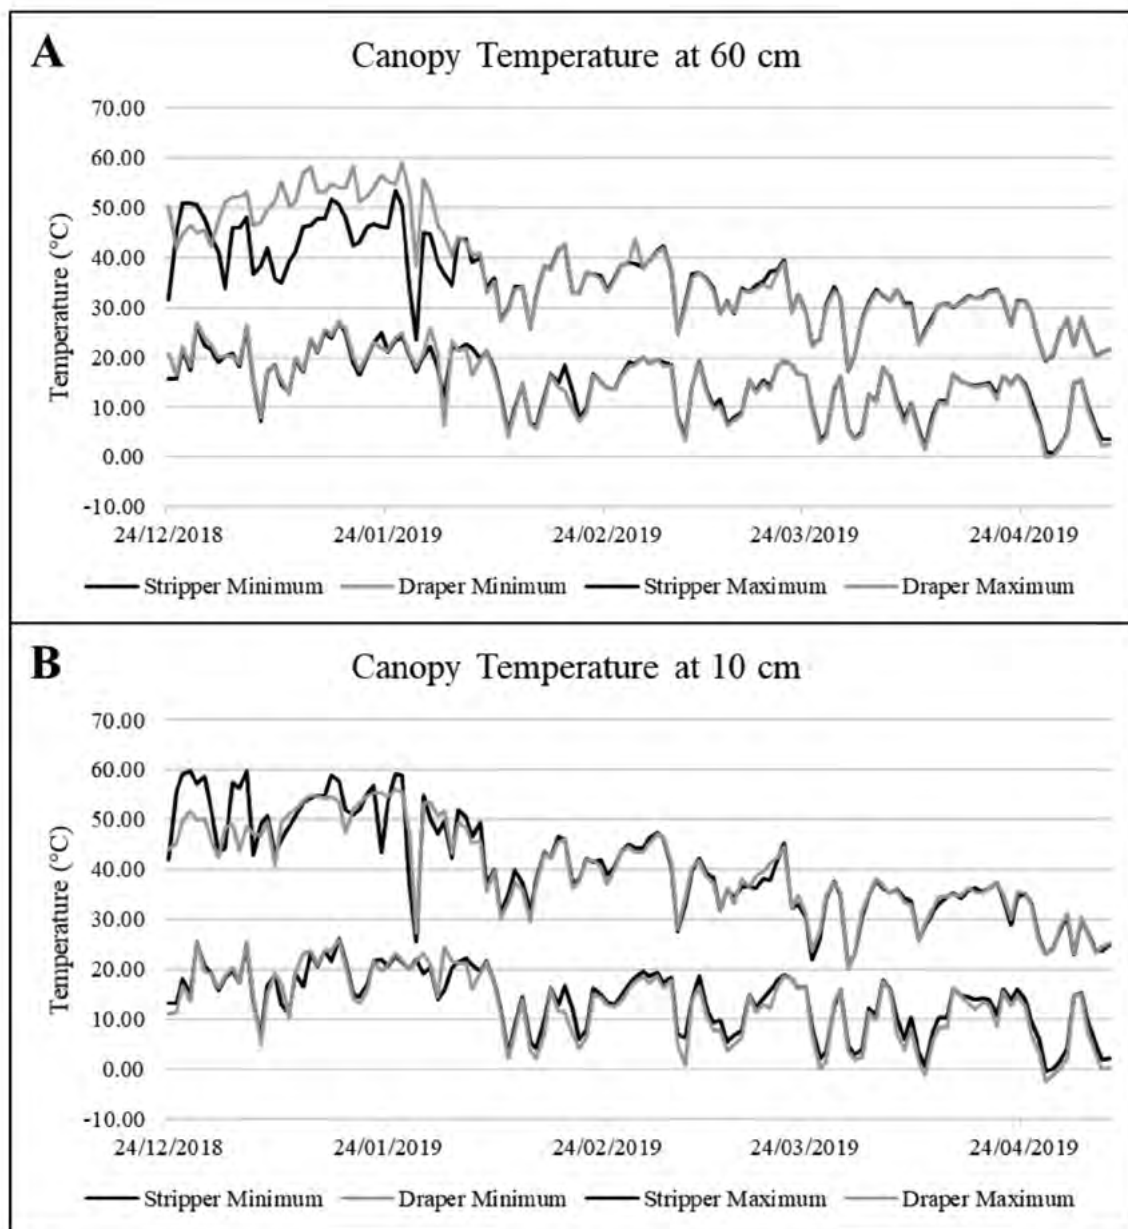 A
Canopy Temperature at 60 cm
70.00
60.00
50.00
40.00
30.00
20.00
10.00
0.00
-10.00
Temperature (°C)
24/12/2018 24/01/2019 24/02/2019 24/03/2019 24/04/2019
Stripper Minimum Draper Minimum Stripper Maximum Draper Maximum
B
Canopy Temperature at 10 cm
70.00
60.00
50.00
40.00
30.00
20.00
10.00
0.00
-10.00
Temperature (°C)
24/12/2018 24/01/2019 24/02/2019 24/03/2019 24/04/2019
Stripper Minimum Draper Minimum Stripper Maximum Draper Maximum